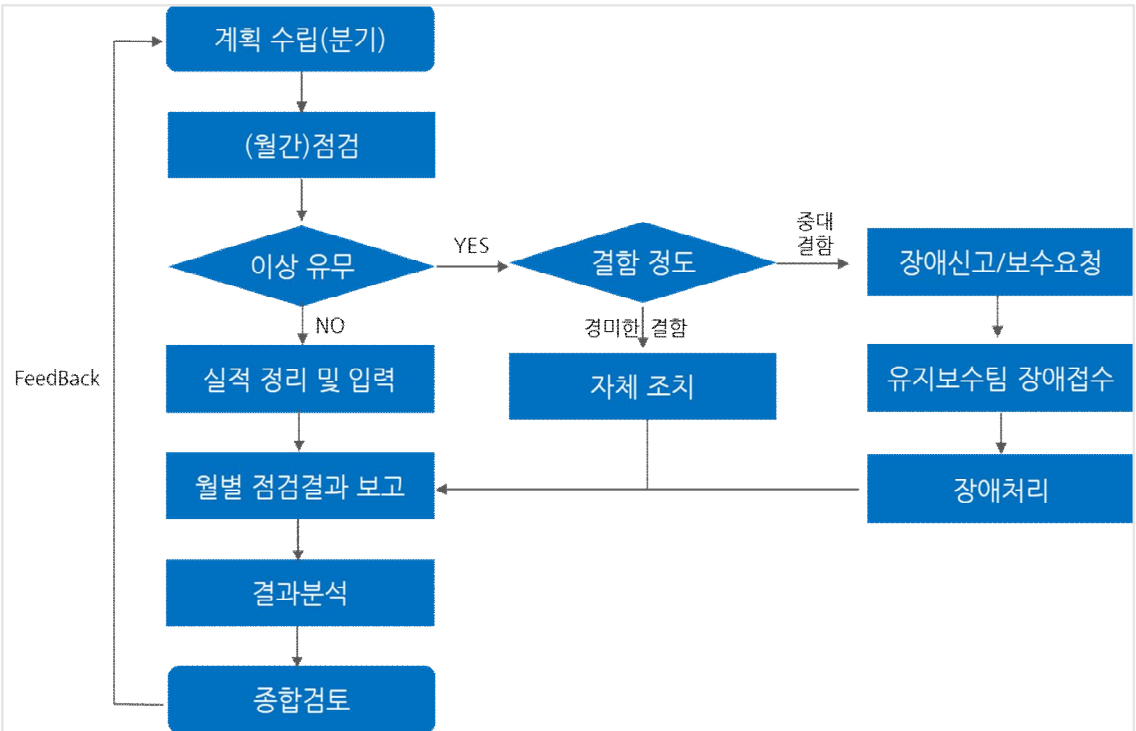 계획 수립(분기)
(월간)점검
이상 유무
YES
결함 정도
중대
결함
장애신고/보수요청
NO
경미한 결함
FeedBack
실적 정리 및 입력
자체 조치
유지보수팀 장애접수
월별 점검결과 보고
장애처리
결과분석
종합검토